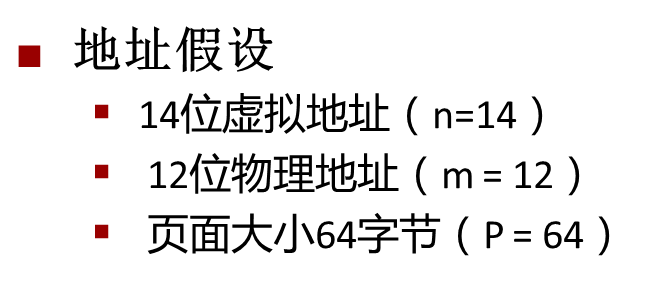 地址假设
14位虚拟地址（n=14）
12位物理地址（m = 12）
页面大小64字节（P = 64）